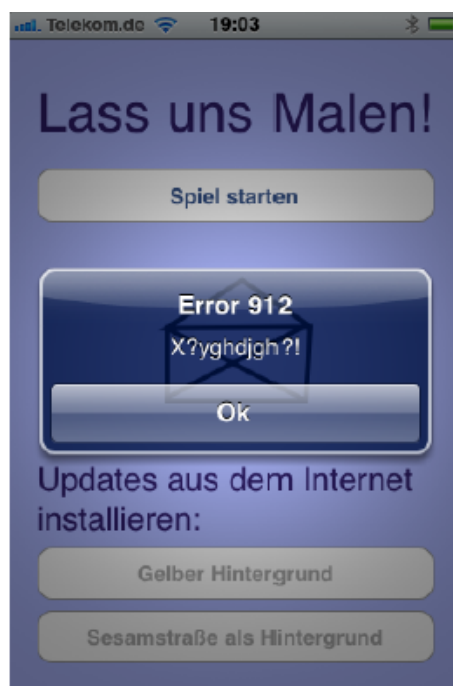 Telekom.de 19:03
Lass uns Malen!
Spiel starten
Error 912
X?yghdjgh?!
Ok
Updates aus dem Internet
installieren:
Gelber Hintergrund
Sesamstraße als Hintergrund